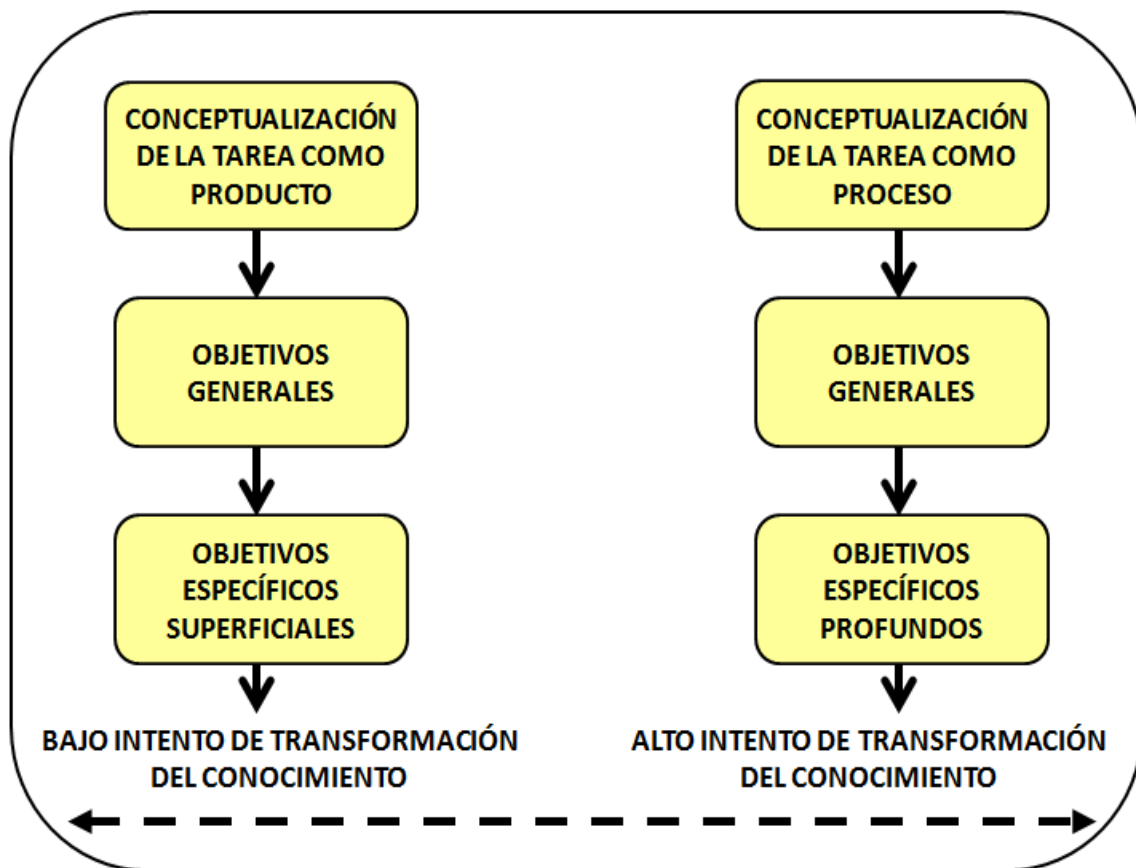 CONCEPTUALIZACIÓN
DE LA TAREA COMO
PRODUCTO
OBJETIVOS
GENERALES
OBJETIVOS
ESPECÍFICOS
SUPERFICIALES
BAJO INTENTO DE TRANSFORMACIÓN
DEL CONOCIMIENTO
CONCEPTUALIZACIÓN
DE LA TAREA COMO
PROCESO
OBJETIVOS
GENERALES
OBJETIVOS
ESPECÍFICOS
PROFUNDOS
ALTO INTENTO DE TRANSFORMACIÓN
DEL CONOCIMIENTO